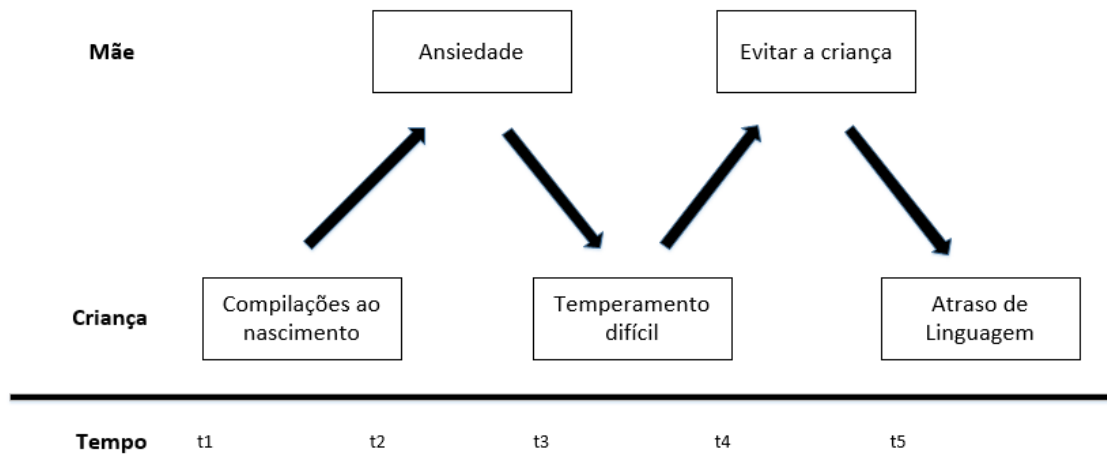 Mãe
Ansiedade
Evitar a criança
Criança
Compilações ao
nascimento
Temperamento
difícil
Atraso de
Linguagem
Tempo
t1
t2
t3
t4
t5